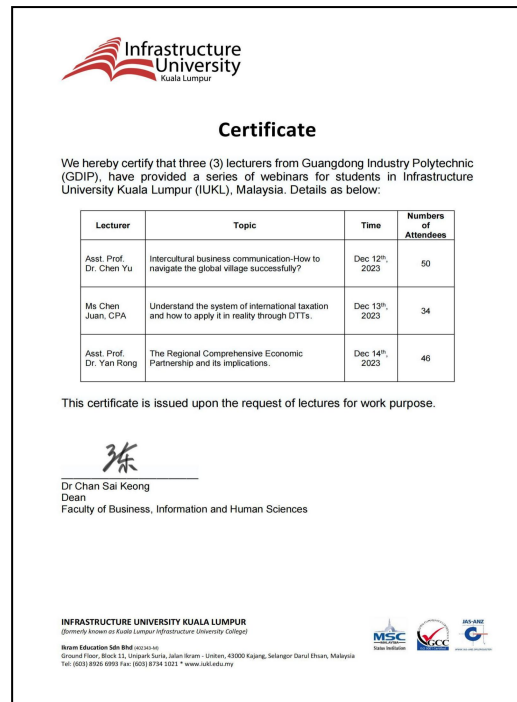 Infrastructure
University
Kuala Lumpur
Certificate
We hereby certify that three (3) lecturers from Guangdong Industry Polytechnic
(GDIP), have provided a series of webinars for students in Infrastructure
University Kuala Lumpur (IUKL), Malaysia. Details as below:
Lecturer Topic Time Numbers of Attendees
Asst. Prof. Dr. Chen Yu Intercultural business communication-How to navigate the global village successfully? Dec 12th, 2023 50
Ms Chen Juan, CPA Understand the system of international taxation and how to apply it in reality through DTTs. Dec 13th, 2023 34
Asst. Prof. Dr. Yan Rong The Regional Comprehensive Economic Partnership and its implications. Dec 14th, 2023 46
This certificate is issued upon the request of lectures for work purpose.
Dr Chan Sai Keong
Dean
Faculty of Business, Information and Human Sciences
INFRASTRUCTURE UNIVERSITY KUALA LUMPUR
(formerly known as Kuala Lumpur Infrastructure University College)
Ikram Education Sdn Bhd (402343-M)
Ground Floor, Block 11, Unipark Suria, Jalan Ikram - Uniten, 43000 Kajang, Selangor Darul Ehsan, Malaysia
Tel: (603) 8926 6993 Fax: (603) 8734 1021 * www.iukl.edu.my
MSC
MALAYSIA
Status Institution
GCC
JAS-ANZ